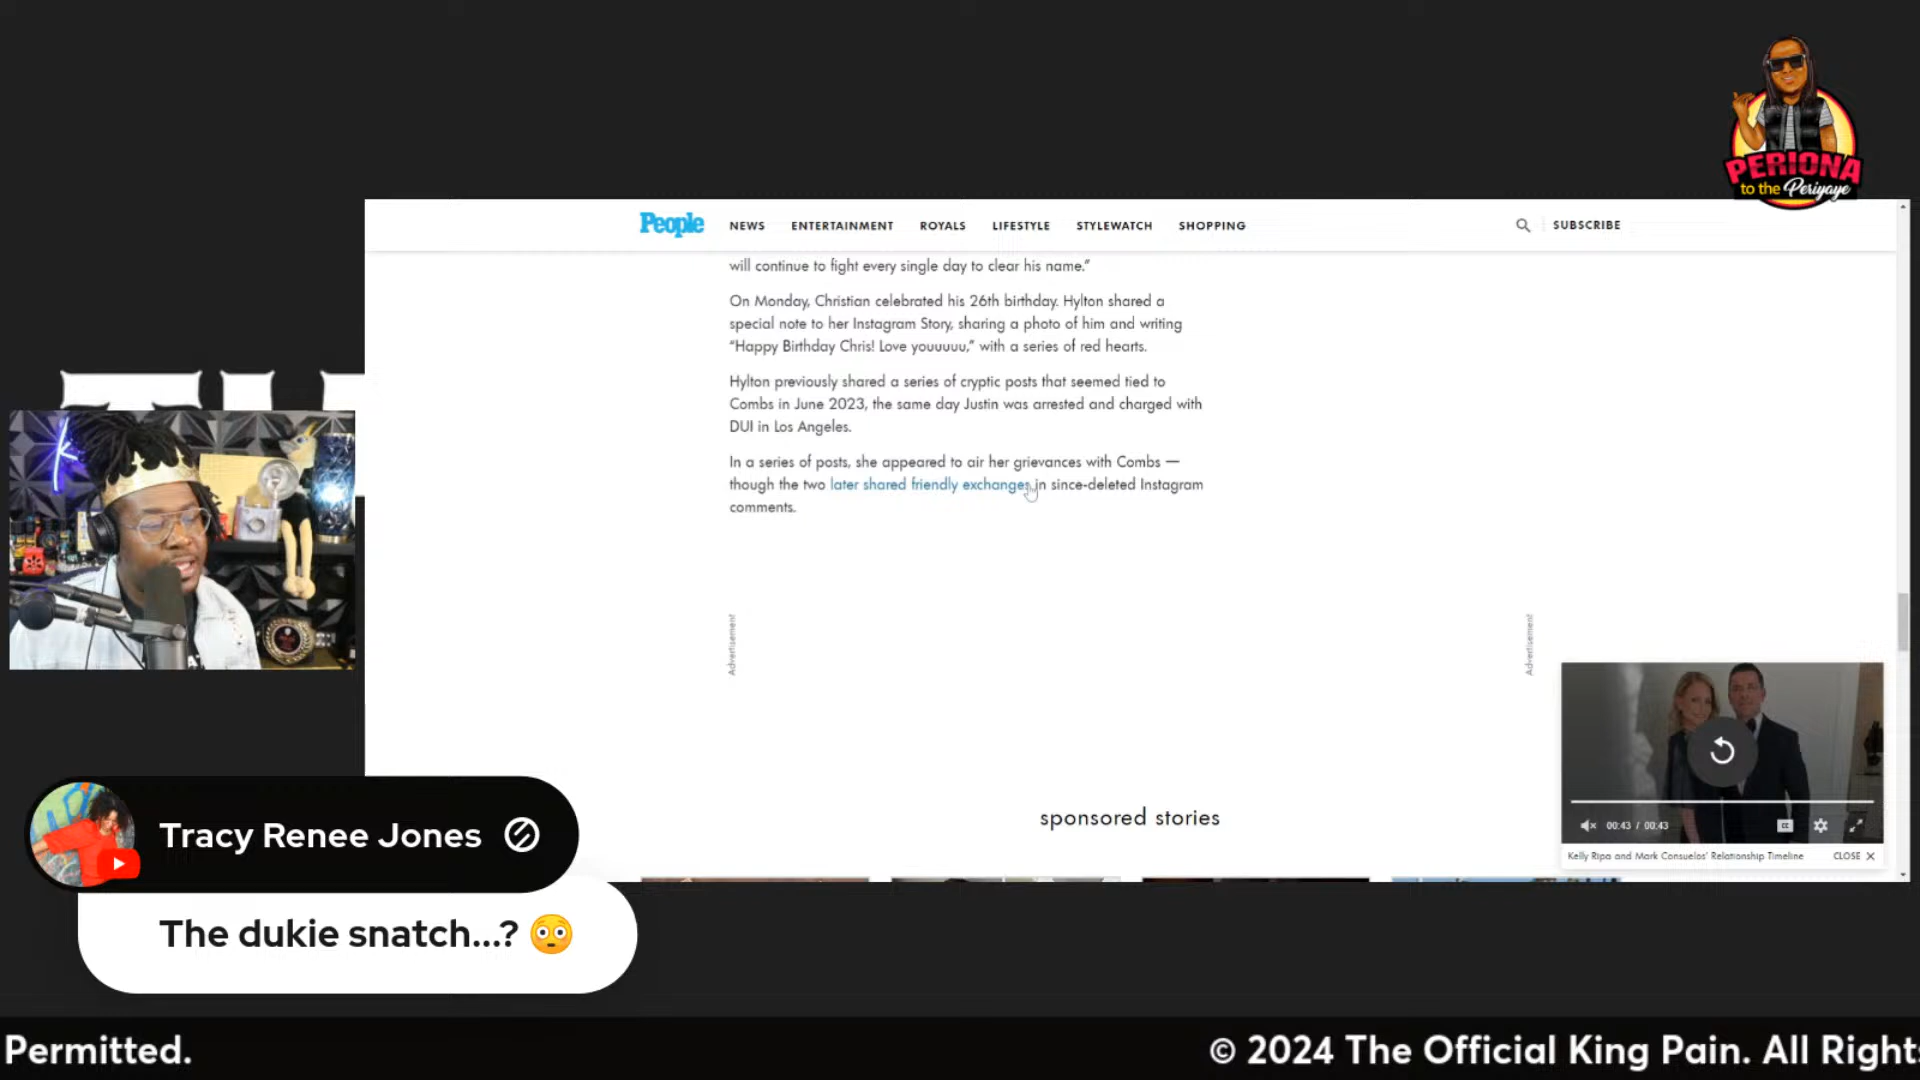 PERIONA
to the Periyaye
People
NEWS ENTERTAINMENT ROYALS LIFESTYLE STYLEWATCH SHOPPING
SUBSCRIBE
will continue to fight every single day to clear his name.”
On Monday, Christian celebrated his 26th birthday. Hylton shared a
special note to her Instagram Story, sharing a photo of him and writing
“Happy Birthday Chris! Love youuuuu,” with a series of red hearts.
Hylton previously shared a series of cryptic posts that seemed tied to
Combs in June 2023, the same day Justin was arrested and charged with
DUI in Los Angeles.
In a series of posts, she appeared to air her grievances with Combs —
though the two later shared friendly exchanges in since-deleted Instagram
comments.
Advertisement
Advertisement
sponsored stories
00:43 / 00:43
CC
Kelly Ripa and Mark Consuelos’ Relationship Timeline
CLOSE X
Tracy Renee Jones
The dukie snatch...? 😳
Permitted.
© 2024 The Official King Pain. All Rights